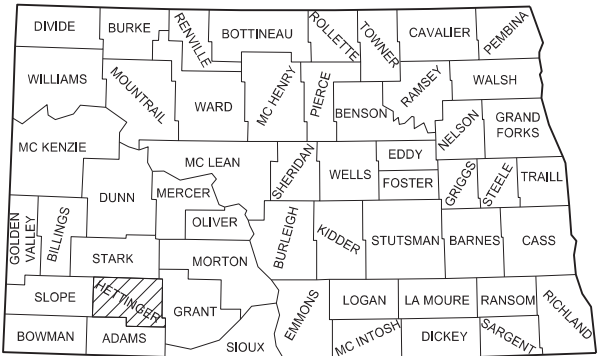 DIVIDE
BURKE
RENVILLE
BOTTINEAU
ROLLETTE
TOWNER
CAVALIER
PEMBINA
WILLIAMS
MOUNTRAIL
WARD
MC HENRY
PIERCE
BENSON
RAMSEY
WALSH
NELSON
GRAND
FORKS
MC KENZIE
MC LEAN
SHERIDAN
WELLS
EDDY
FOSTER
GRIGGS
STEELE
TRAILL
DUNN
MERCER
OLIVER
GOLDEN
VALLEY
BILLINGS
STARK
MORTON
BURLEIGH
KIDDER
STUTSMAN
BARNES
CASS
SLOPE
HETTINGER
GRANT
EMMONS
LOGAN
LA MOURE
RANSOM
RICHLAND
BOWMAN
ADAMS
SIOUX
MC INTOSH
DICKEY
SARGENT